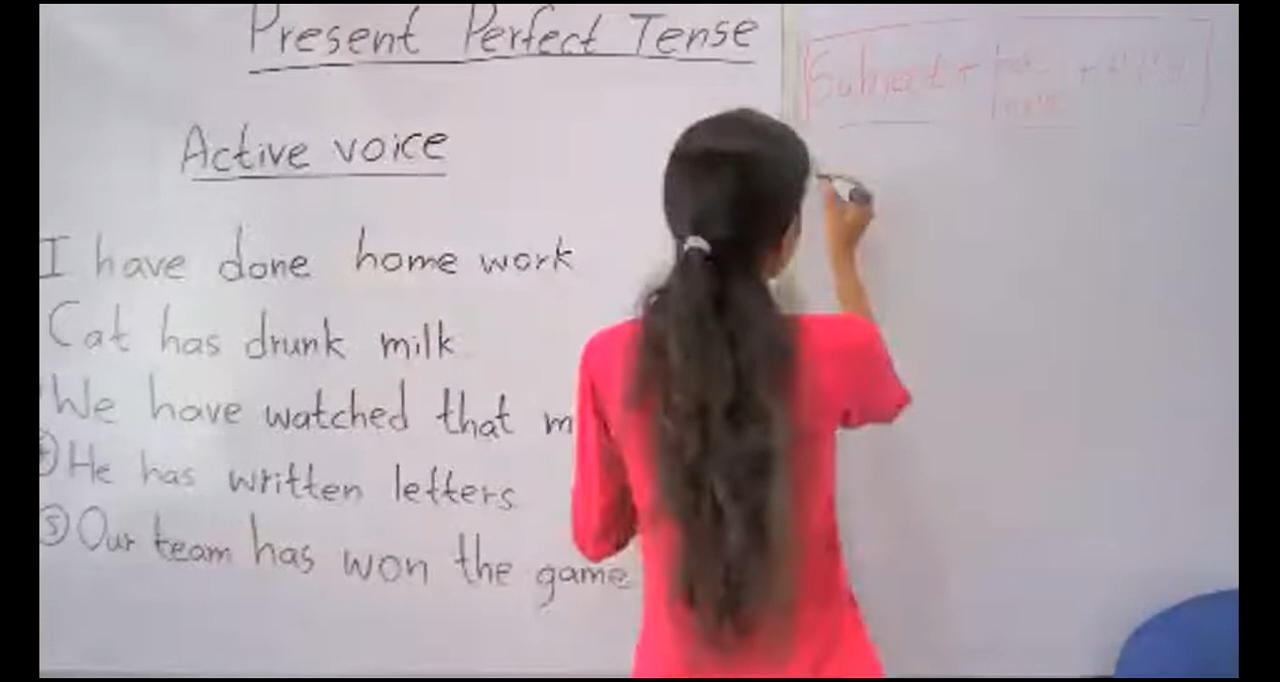 Present Perfect Tense
Subject +
Active voice
I have done home work
Cat has drunk milk
We have watched that m
He has written letters
⑤ Our team has won the game